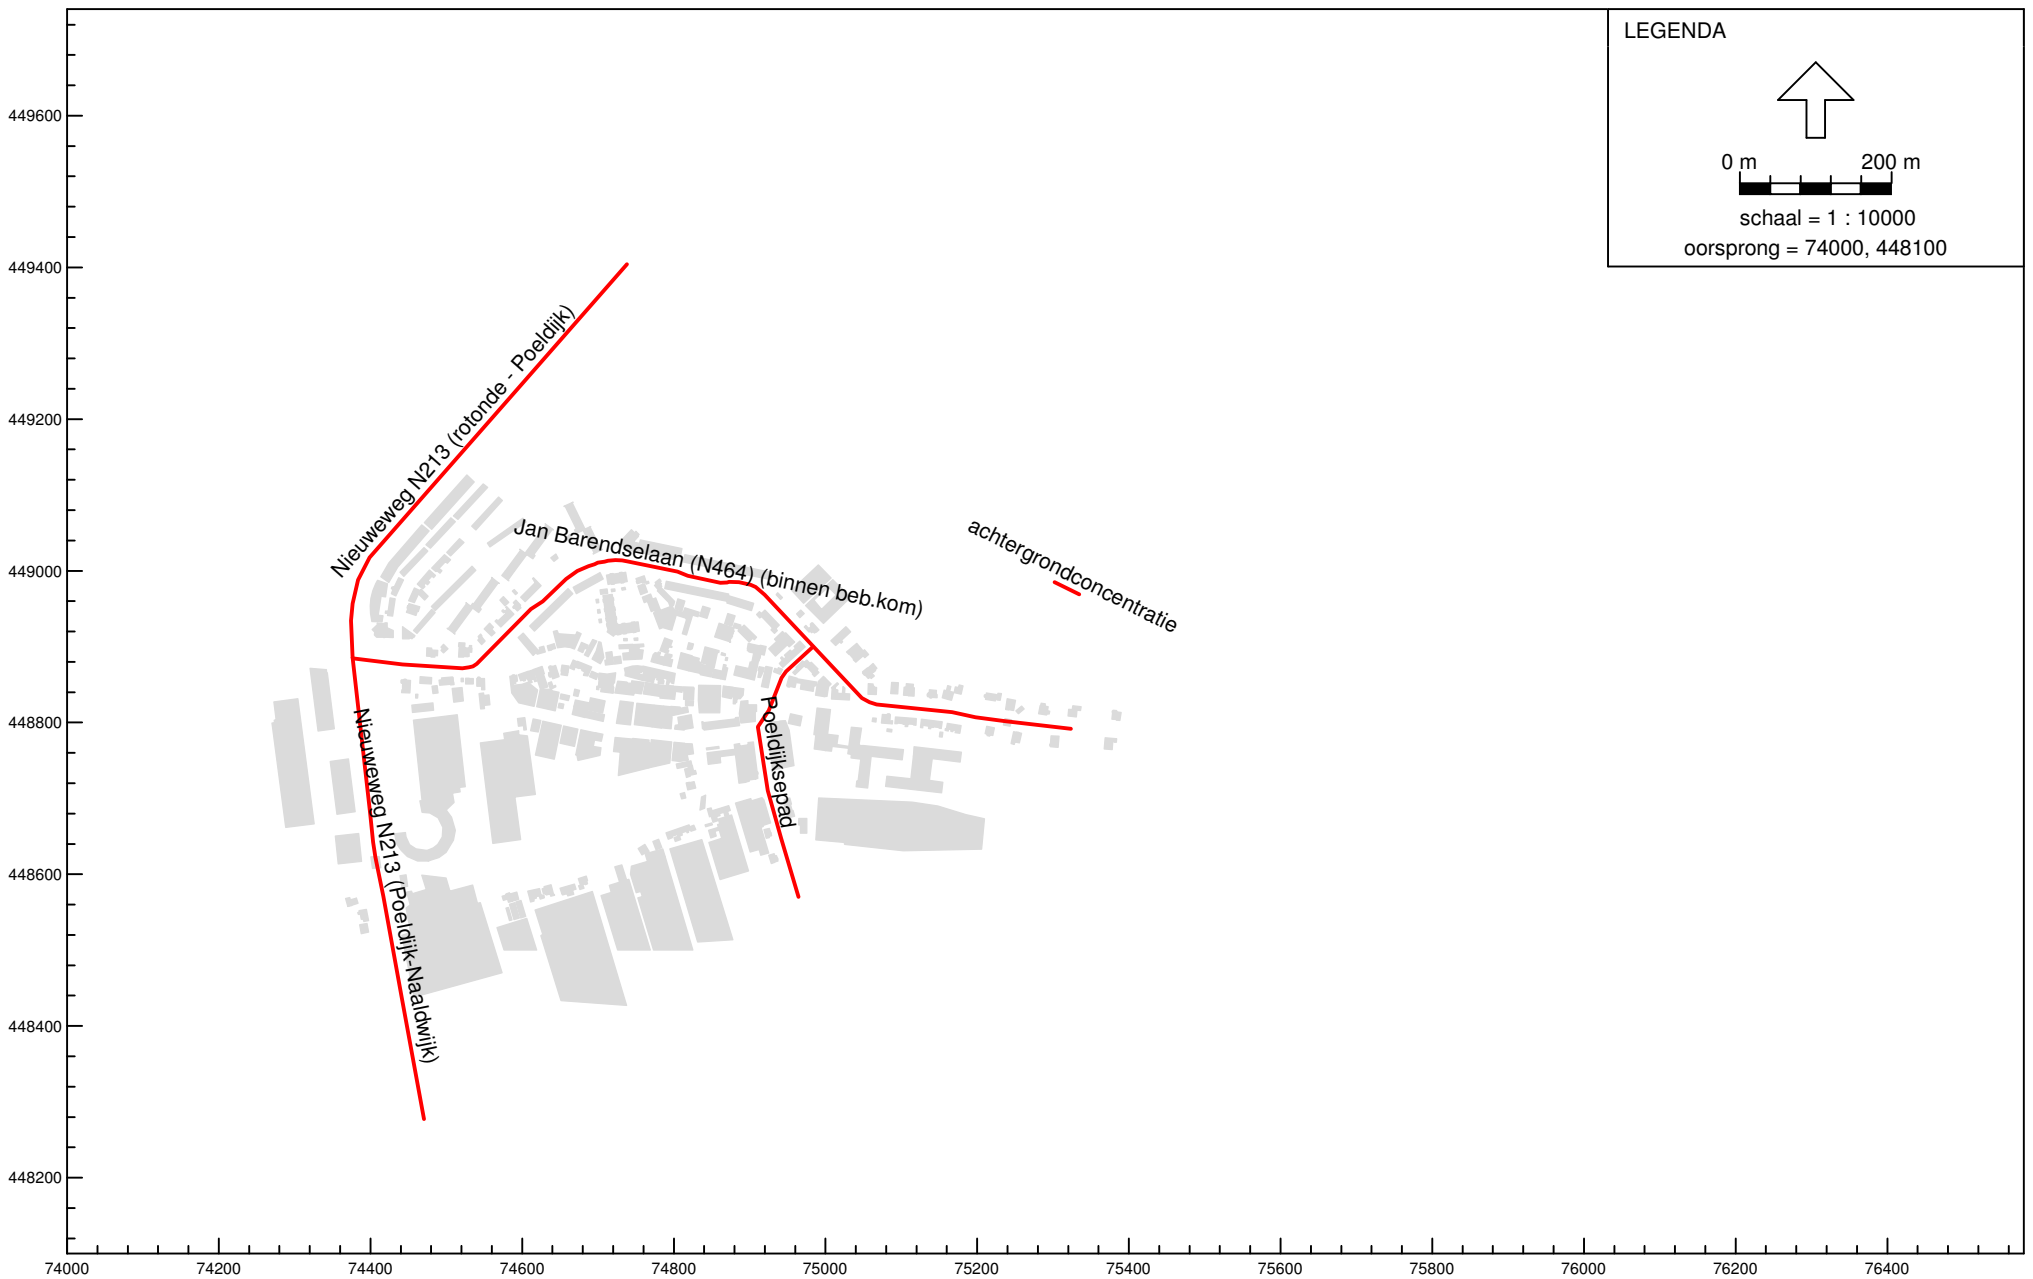 LEGENDA
0 m 200 m
schaal = 1 : 10000
oorsprong = 74000, 448100
449600
449400
449200
449000
448800
448600
448400
448200
Nieuweweg N213 (rotonde - Poeldijk)
Jan Barendselaan (N464) (binnen beb.kom)
achtergrondconcentratie
Poeldijksepad
Nieuweweg N213 (Poeldijk-Naaldwijk)
74000 74200 74400 74600 74800 75000 75200 75400 75600 75800 76000 76200 76400